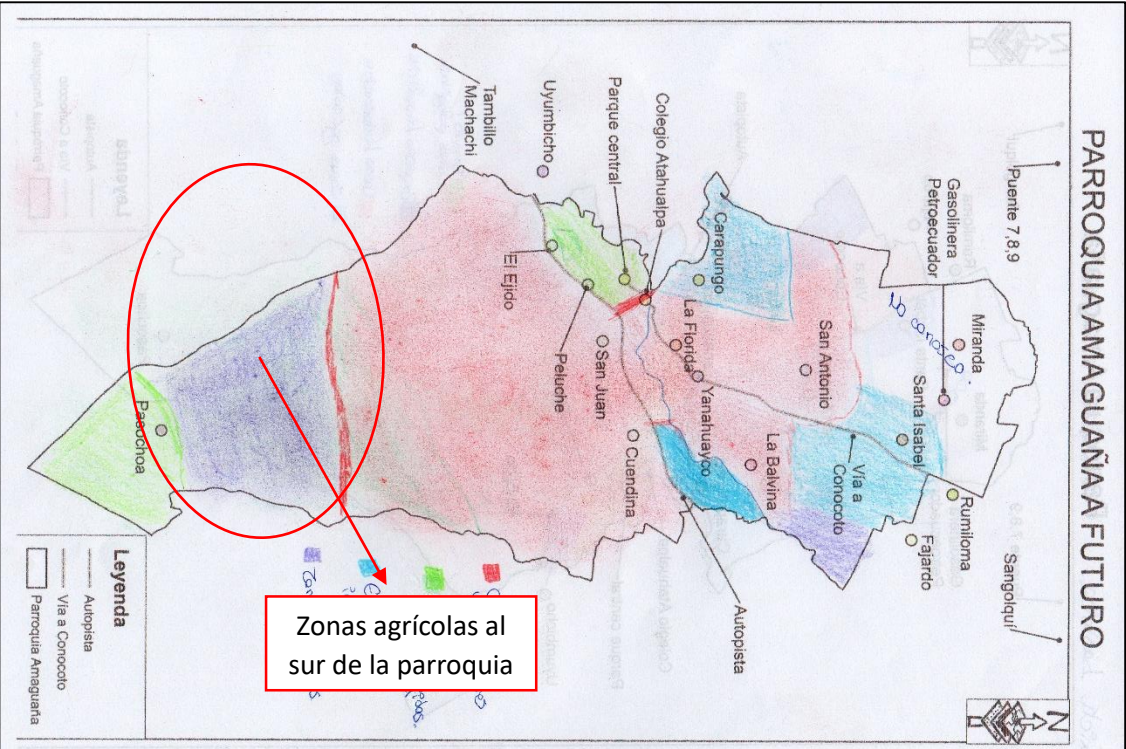 PARROQUIA AMAGUAÑA A FUTURO
Puente 7,8,9
Sangolquí
N
Gasolinera
Petroecuador
Miranda
No conozco.
Rumiloma
Fajardo
Santa Isabel
San Antonio
Vía a
Conocoto
Carapungo
La Florida
Yanahuayco
La Balvina
Colegio Atahualpa
Parque central
San Juan
Cuendina
Autopista
Peluche
El Ejido
Uyumbicho
Tambillo
Machachi
Pasochoa
Zonas agrícolas al
sur de la parroquia
Leyenda
Autopista
Vía a Conocoto
Parroquia Amaguaña